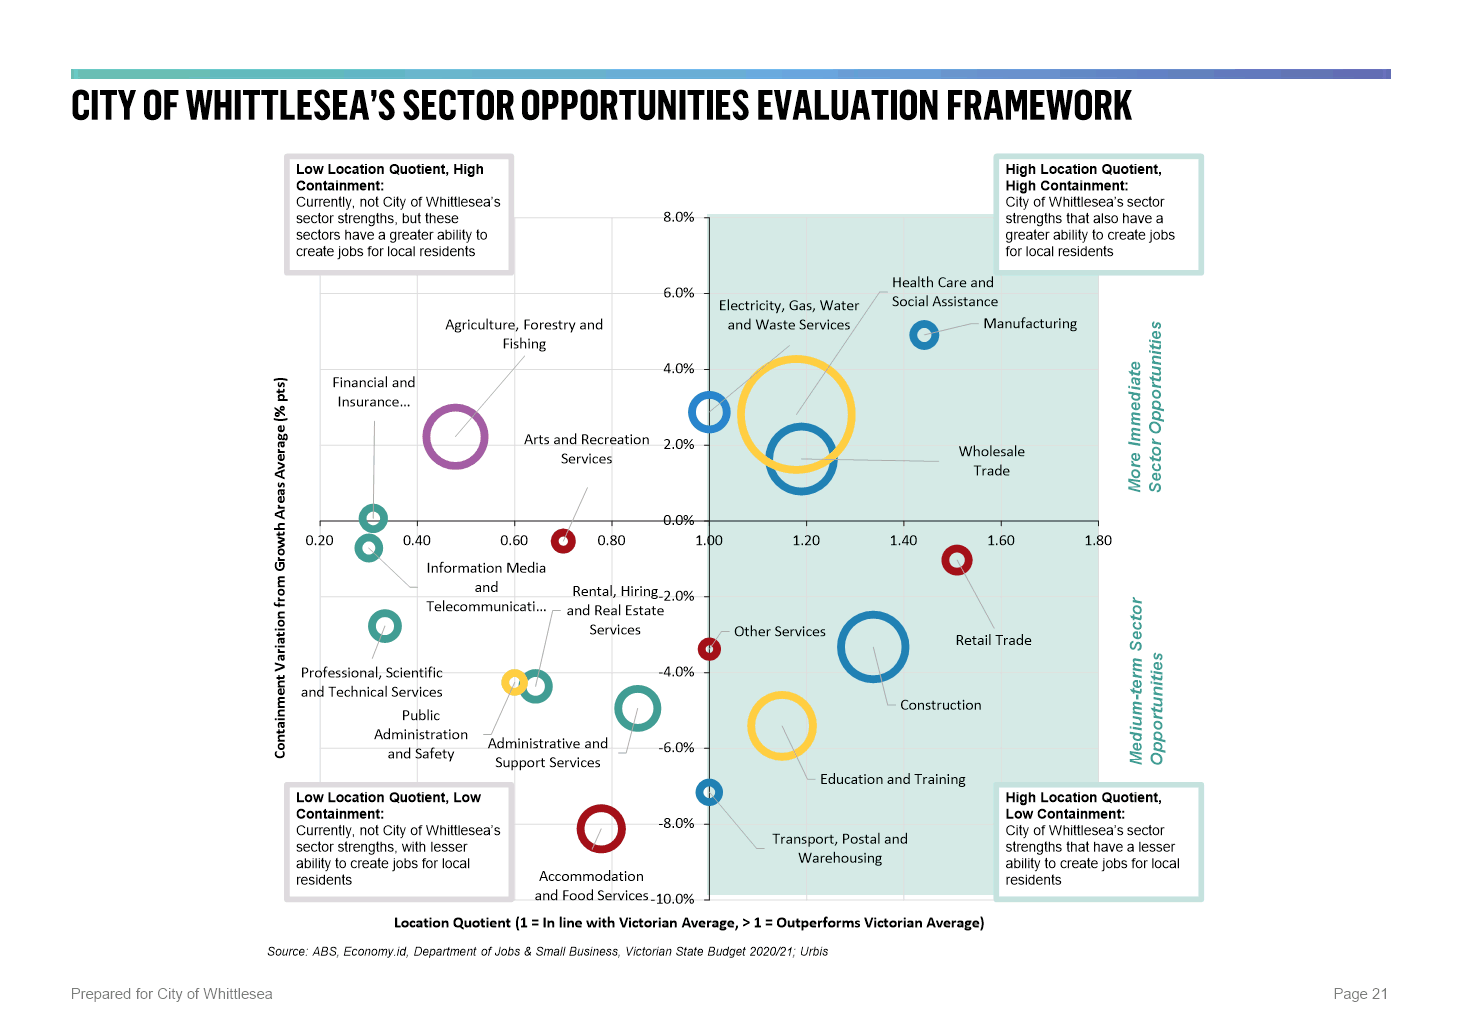 CITY OF WHITTLESEA'S SECTOR OPPORTUNITIES EVALUATION FRAMEWORK
Low Location Quotient, High
Containment:
Currently, not City of Whittlesea's
sector strengths, but these
sectors have a greater ability to
create jobs for local residents
High Location Quotient,
High Containment:
City of Whittlesea's sector
strengths that also have a
greater ability to create jobs
for local residents
8.0%
6.0%
4.0%
2.0%
0.0%
-2.0%
-4.0%
-6.0%
-8.0%
-10.0%
Health Care and
Social Assistance
Electricity, Gas, Water
and Waste Services
Manufacturing
Agriculture, Forestry and
Fishing
Financial and
Insurance...
Arts and Recreation
Services
Wholesale
Trade
0.20
0.40
0.60
0.80
1.00
1.20
1.40
1.60
1.80
Information Media
and
Telecommunicati...
Rental, Hiring
and Real Estate
Services
Other Services
Retail Trade
Professional, Scientific
and Technical Services
Public
Administration
and Safety
Administrative and
Support Services
Construction
Education and Training
Transport, Postal and
Warehousing
Accommodation
and Food Services
Containment Variation from Growth Areas Average (% pts)
More Immediate
Sector Opportunities
Medium-term Sector
Opportunities
Low Location Quotient, Low
Containment:
Currently, not City of Whittlesea's
sector strengths, with lesser
ability to create jobs for local
residents
High Location Quotient,
Low Containment:
City of Whittlesea's sector
strengths that have a lesser
ability to create jobs for local
residents
Location Quotient (1 = In line with Victorian Average, > 1 = Outperforms Victorian Average)
Source: ABS, Economy.id, Department of Jobs & Small Business, Victorian State Budget 2020/21; Urbis
Prepared for City of Whittlesea
Page 21